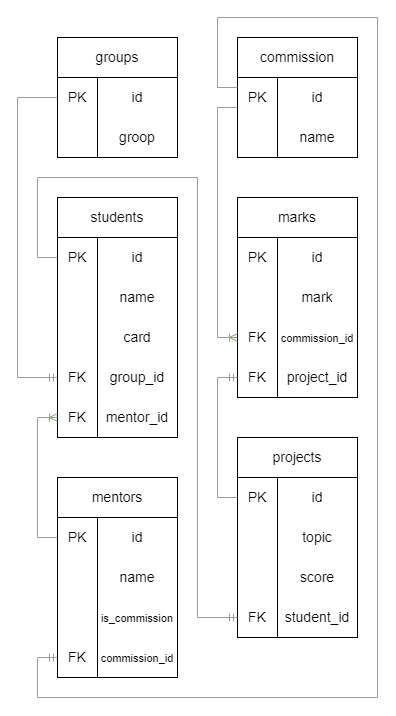 groups
PK id
groop
students
PK id
name
card
FK group_id
FK mentor_id
mentors
PK id
name
is_commission
FK commission_id
commission
PK id
name
marks
PK id
mark
FK commission_id
FK project_id
projects
PK id
topic
score
FK student_id